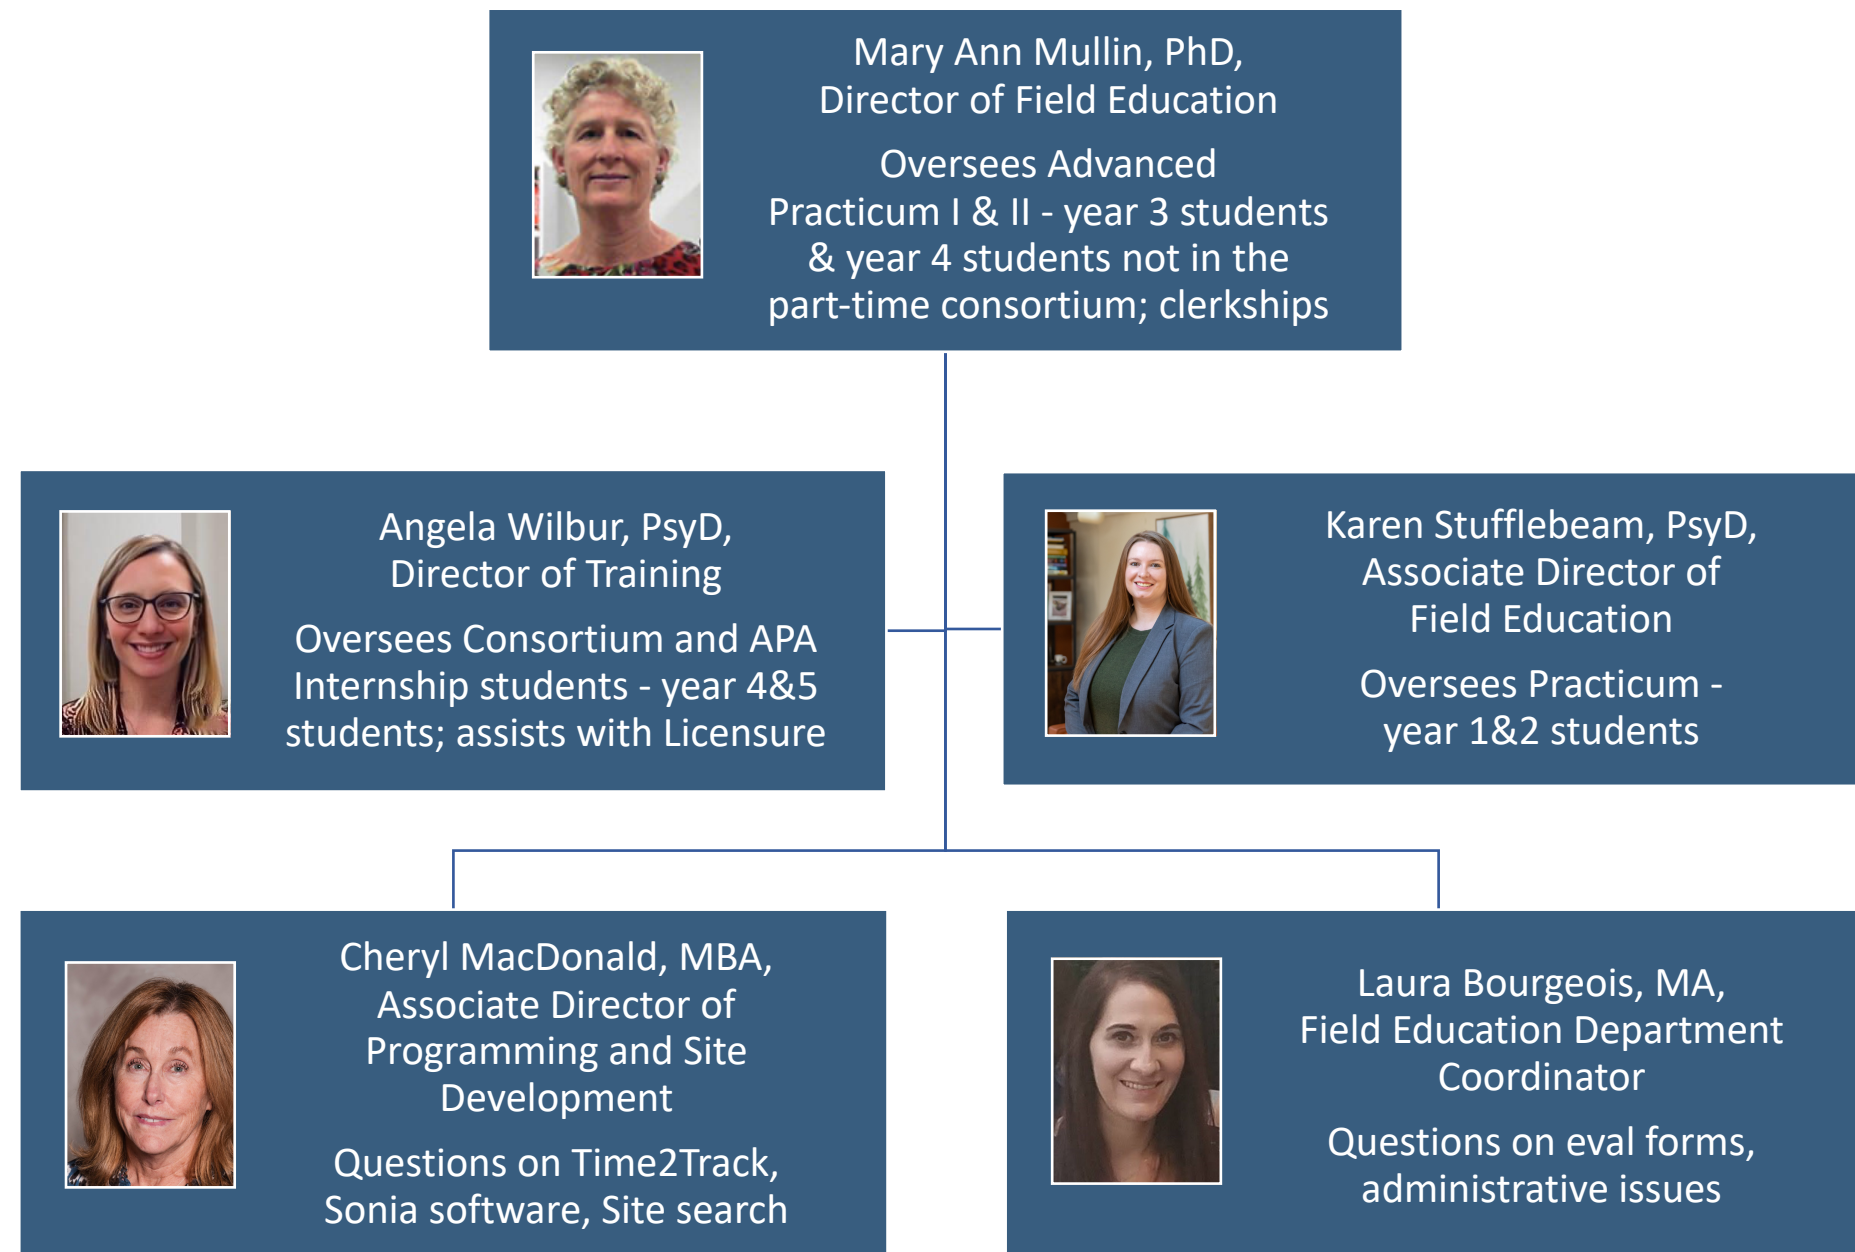 Mary Ann Mullin, PhD,
Director of Field Education
Oversees Advanced
Practicum I & II - year 3 students
& year 4 students not in the
part-time consortium; clerkships
Angela Wilbur, PsyD,
Director of Training
Oversees Consortium and APA
Internship students - year 4&5
students; assists with Licensure
Karen Stufflebeam, PsyD,
Associate Director of
Field Education
Oversees Practicum -
year 1&2 students
Cheryl MacDonald, MBA,
Associate Director of
Programming and Site
Development
Questions on Time2Track,
Sonia software, Site search
Laura Bourgeois, MA,
Field Education Department
Coordinator
Questions on eval forms,
administrative issues